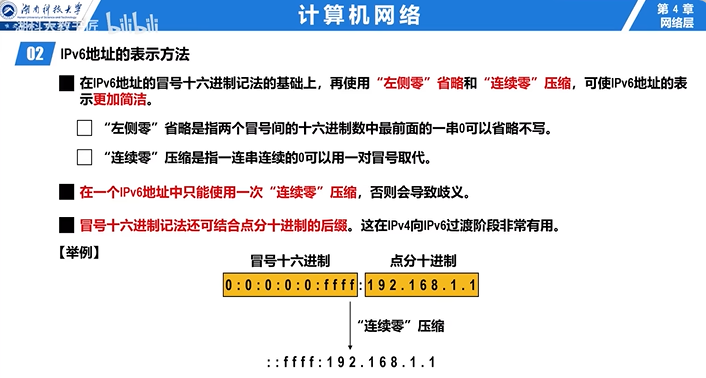 湖南科技大学
计算机网络
第 4 章
网络层
湖科大教书匠 bilibili
02 IPv6地址的表示方法
在IPv6地址的冒号十六进制记法的基础上，再使用“左侧零”省略和“连续零”压缩，可使IPv6地址的表
示更加简洁。
“左侧零”省略是指两个冒号间的十六进制数中最前面的一串0可以省略不写。
“连续零”压缩是指一连串连续的0可以用一对冒号取代。
在一个IPv6地址中只能使用一次“连续零”压缩，否则会导致歧义。
冒号十六进制记法还可结合点分十进制的后缀。这在IPv4向IPv6过渡阶段非常有用。
【举例】
冒号十六进制 点分十进制
0:0:0:0:0:ffff:192.168.1.1
“连续零”压缩
::ffff:192.168.1.1